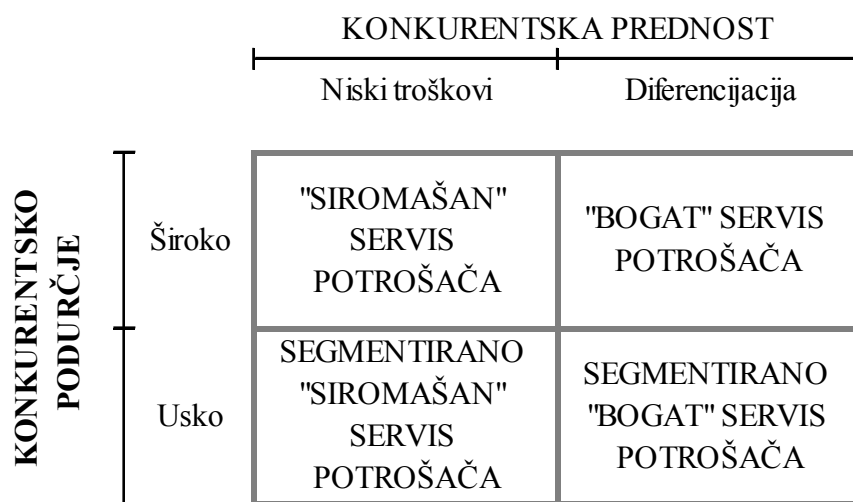 KONKURENTSKA PREDNOST
Niski troškovi
Diferencijacija
KONKURENTSKO
PODURČJE
Široko
"SIROMAŠAN"
SERVIS
POTROŠAČA
"BOGAT" SERVIS
POTROŠAČA
Usko
SEGMENTIRANO
"SIROMAŠAN"
SERVIS
POTROŠAČA
SEGMENTIRANO
"BOGAT" SERVIS
POTROŠAČA